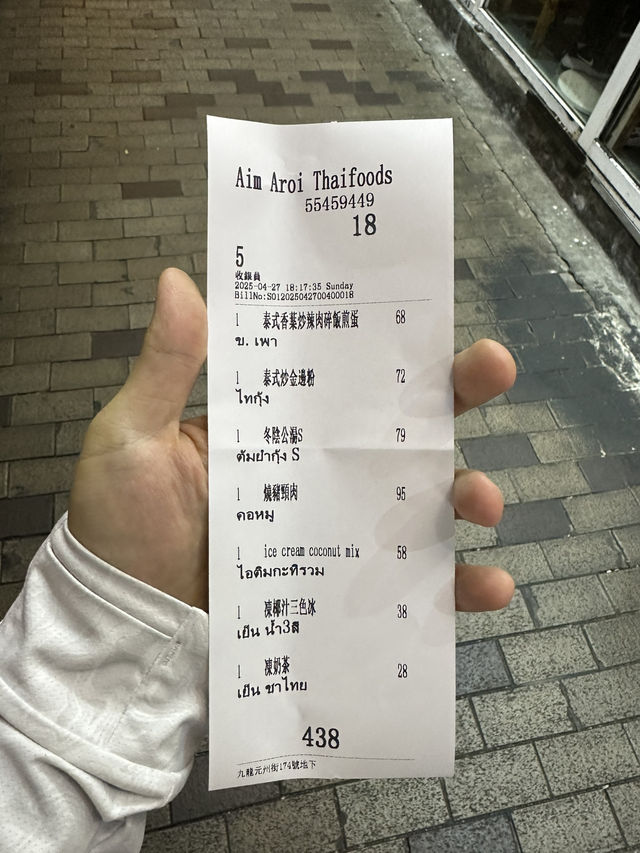 Aim Aroi Thaifoods
55459449
18
5
收銀員
2025-04-27 18:17:35 Sunday
BillNo:S012025042700400018
1 泰式香葉炒辣肉碎飯煎蛋 68
ข. เพา
1 泰式炒金邊粉 72
ไทกุ้ง
1 冬陰公湯S 79
ต้มยำกุ้ง S
1 燒豬頸肉 95
คอหมู
1 ice cream coconut mix 58
ไอติมกะทิรวม
1 凍椰汁三色冰 38
เย็น น้ำ3สี
1 凍奶茶 28
เย็น ชาไทย
438
九龍元州街174號地下